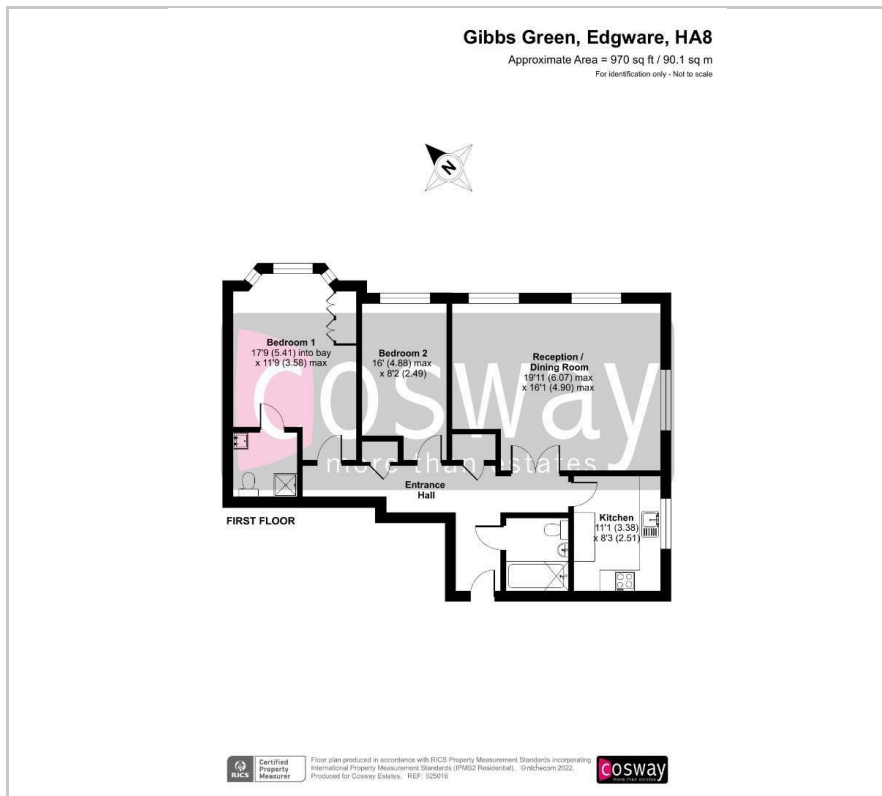 Gibbs Green, Edgware, HA8
Approximate Area = 970 sq ft / 90.1 sq m
For identification only - Not to scale
N
Bedroom 1
17'9 (5.41) into bay
x 11'9 (3.58) max
Bedroom 2
16' (4.88) max
x 8'2 (2.49)
Reception /
Dining Room
19'11 (6.07) max
x 16'1 (4.90) max
cosway
more than estates
Entrance
Hall
Kitchen
11'1 (3.38)
x 8'3 (2.51)
FIRST FLOOR
RICS
Certified
Property
Measurer
Floor plan produced in accordance with RICS Property Measurement Standards incorporating
International Property Measurement Standards (IPMS2 Residential). ©nichecom 2022.
Produced for Cosway Estates. REF: 925016
cosway
more than estates